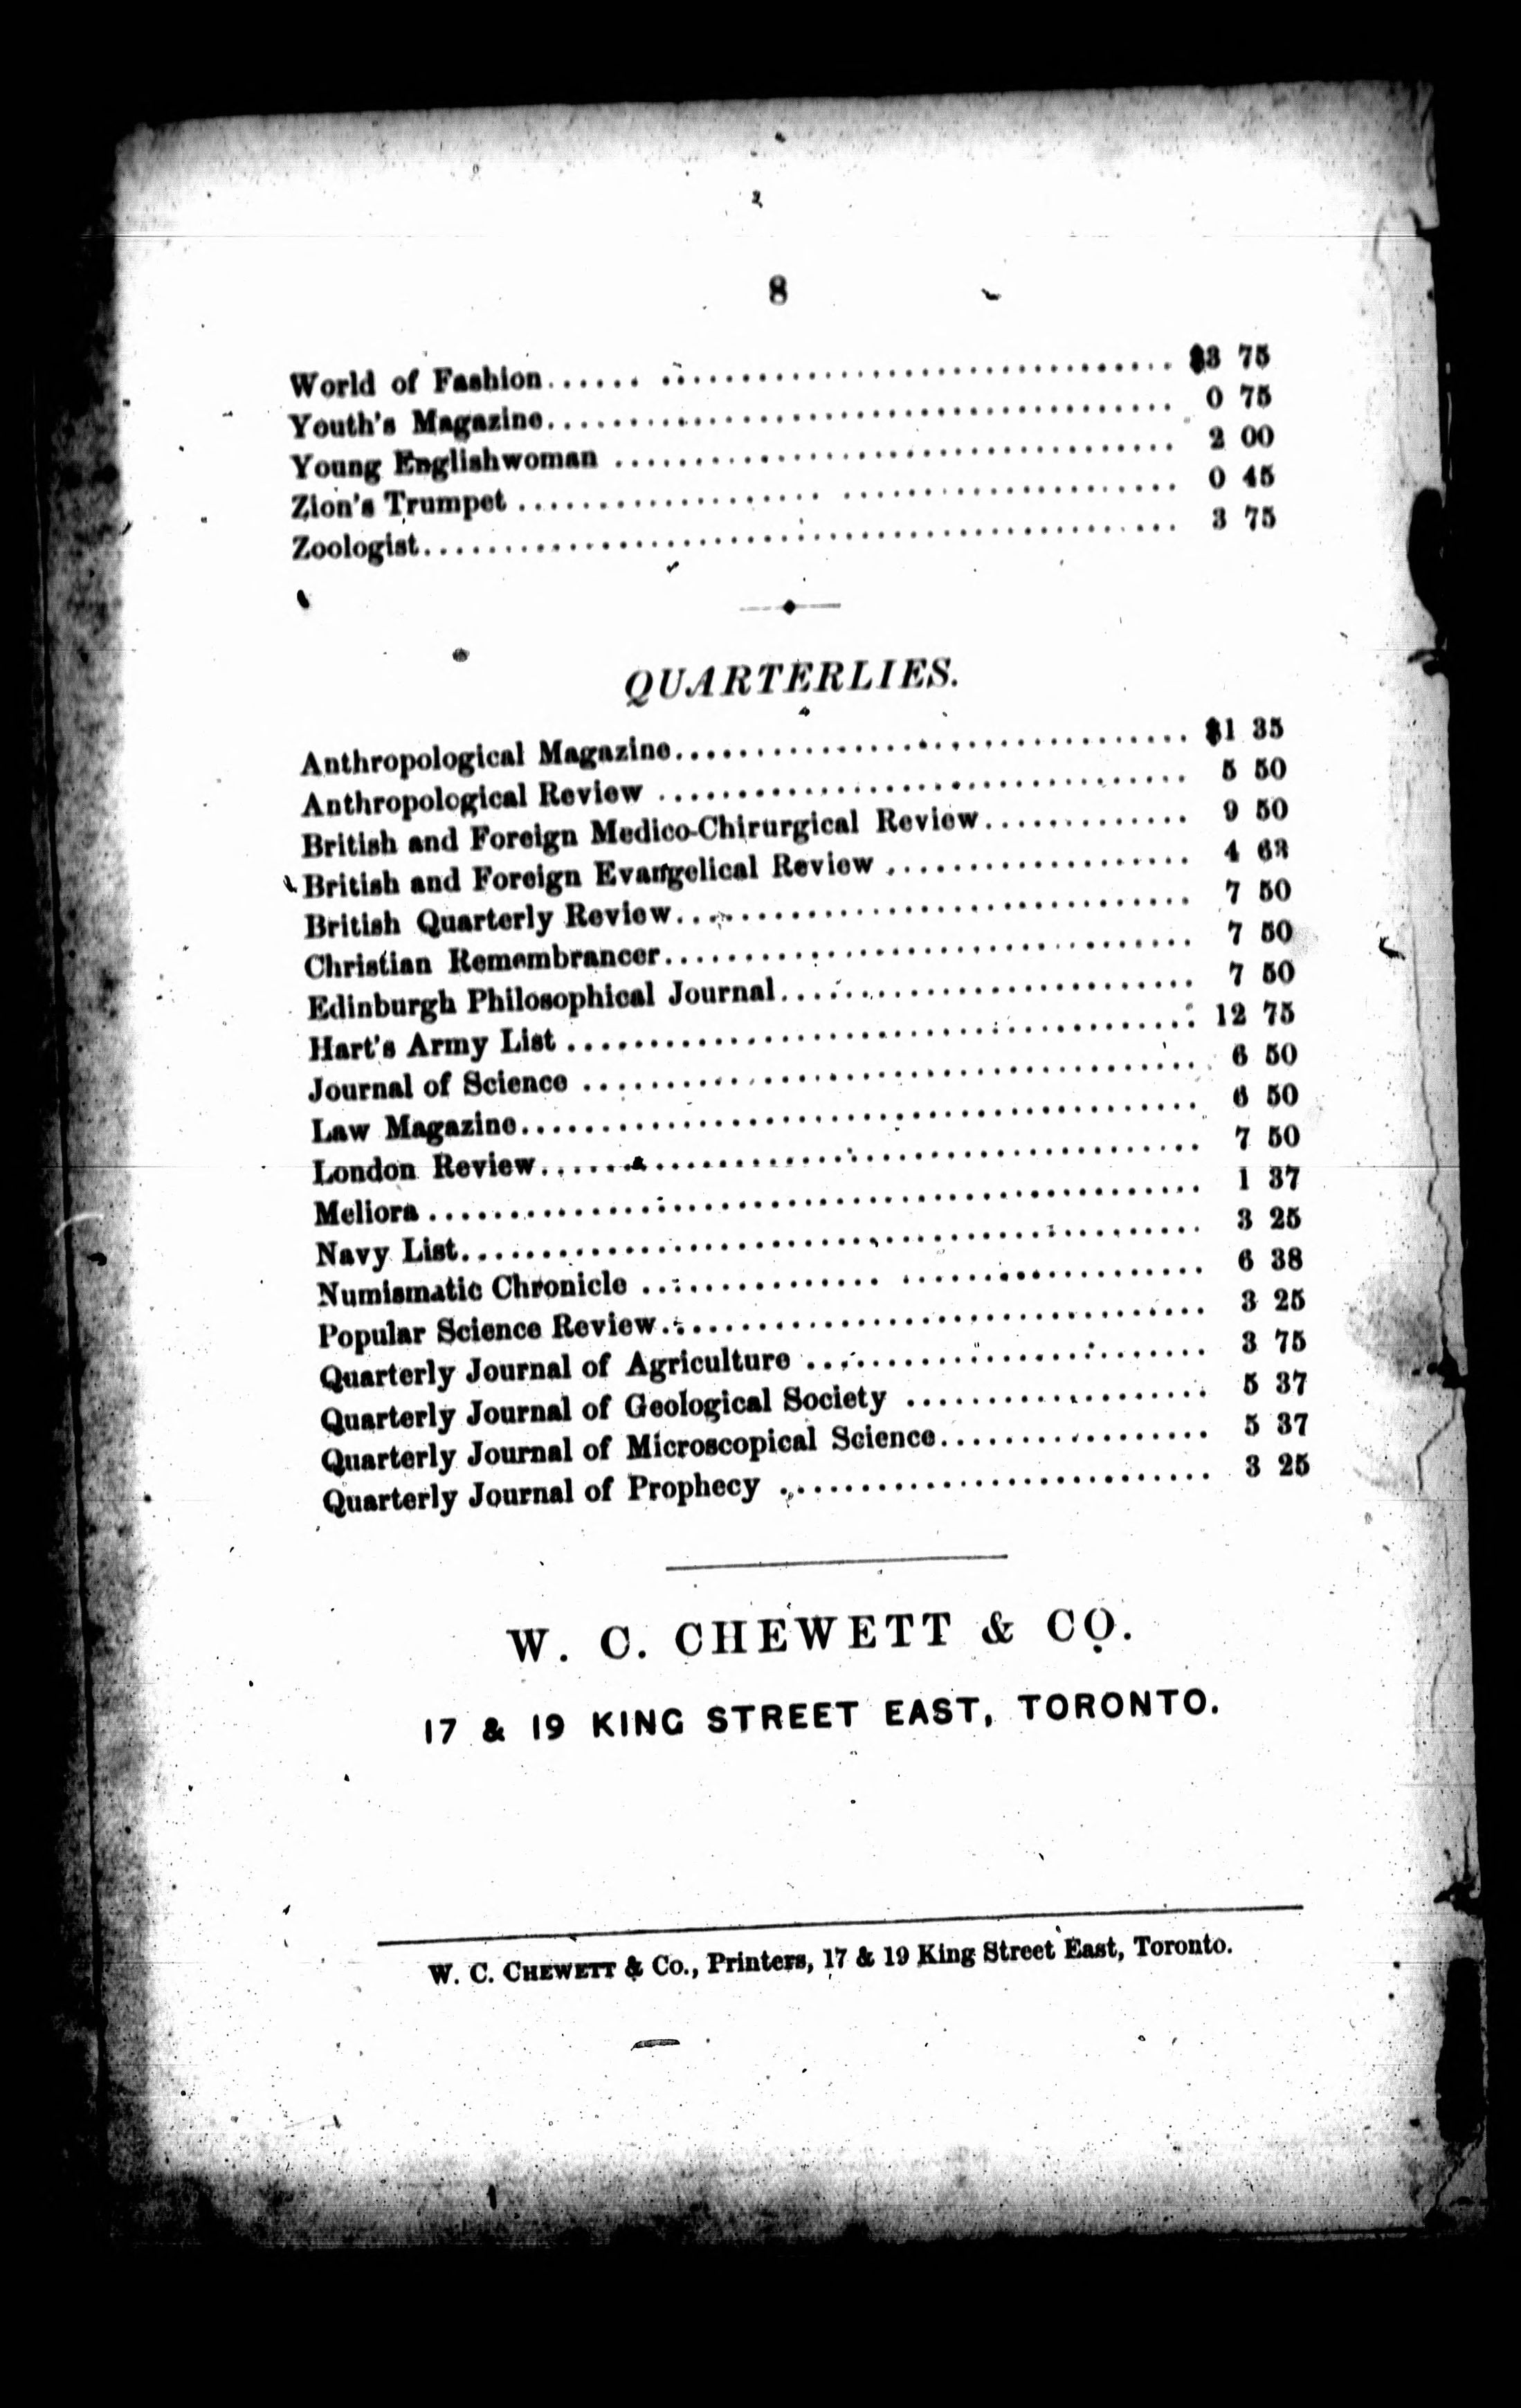 8
World of Fashion........................................ $3 75
Youth's Magazine........................................ 0 75
Young Englishwoman ........................................ 2 00
Zion's Trumpet ........................................ 0 45
Zoologist........................................ 3 75
QUARTERLIES.
Anthropological Magazine........................................ $1 35
Anthropological Review ........................................ 5 50
British and Foreign Medico-Chirurgical Review............. 9 50
British and Foreign Evangelical Review ................... 4 63
British Quarterly Review........................................ 7 50
Christian Remembrancer........................................ 7 50
Edinburgh Philosophical Journal.......................... 7 50
Hart's Army List ........................................ 12 75
Journal of Science ........................................ 6 50
Law Magazine........................................ 6 50
London Review........................................ 7 50
Meliora ........................................ 1 37
Navy List........................................ 3 25
Numismatic Chronicle ........................................ 6 38
Popular Science Review........................................ 3 25
Quarterly Journal of Agriculture ......................... 3 75
Quarterly Journal of Geological Society ................... 5 37
Quarterly Journal of Microscopical Science................. 5 37
Quarterly Journal of Prophecy ........................... 3 25
W. C. CHEWETT & CO.
17 & 19 KING STREET EAST, TORONTO.
W. C. CHEWETT & Co., Printers, 17 & 19 King Street East, Toronto.